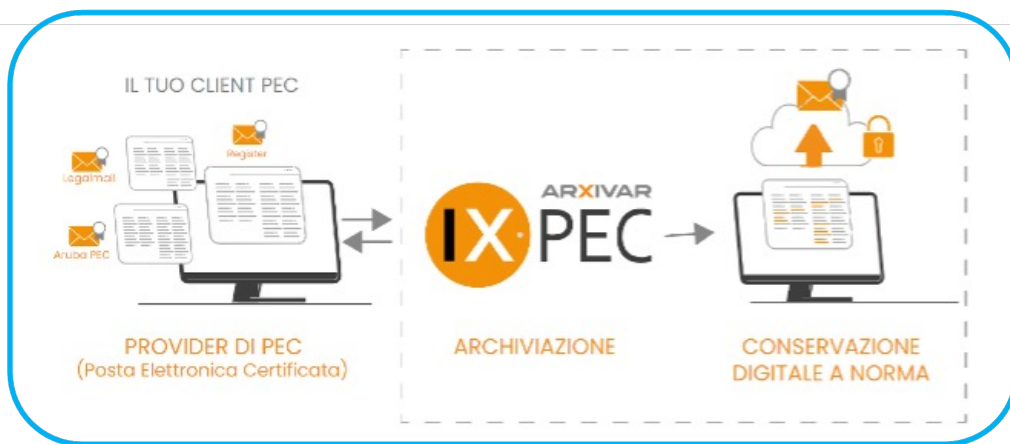 IL TUO CLIENT PEC
Register
Legalmail
Aruba PEC
ARXIVAR
IX.PEC
PROVIDER DI PEC
(Posta Elettronica Certificata)
ARCHIVIAZIONE
CONSERVAZIONE
DIGITALE A NORMA